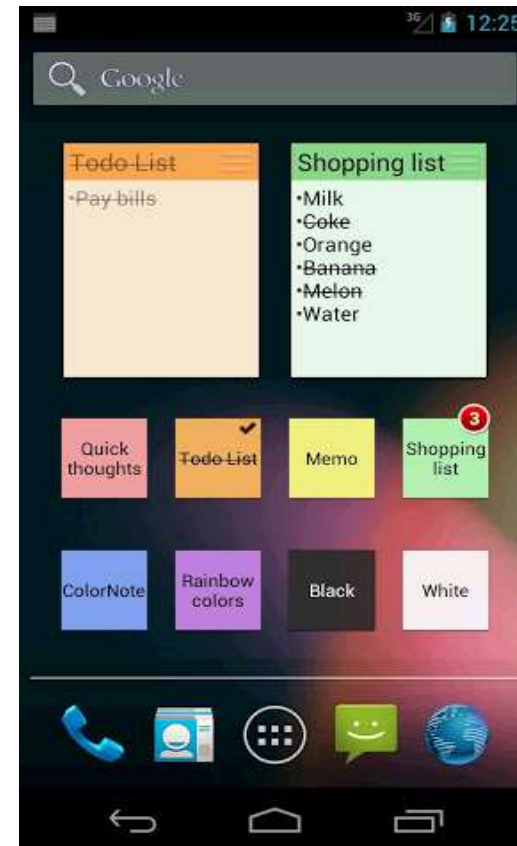 3G 12:25
Google
Todo List
•Pay bills
Shopping list
•Milk
•Coke
•Orange
•Banana
•Melon
•Water
Quick
thoughts
Todo List
Memo
3
Shopping
list
ColorNote
Rainbow
colors
Black
White